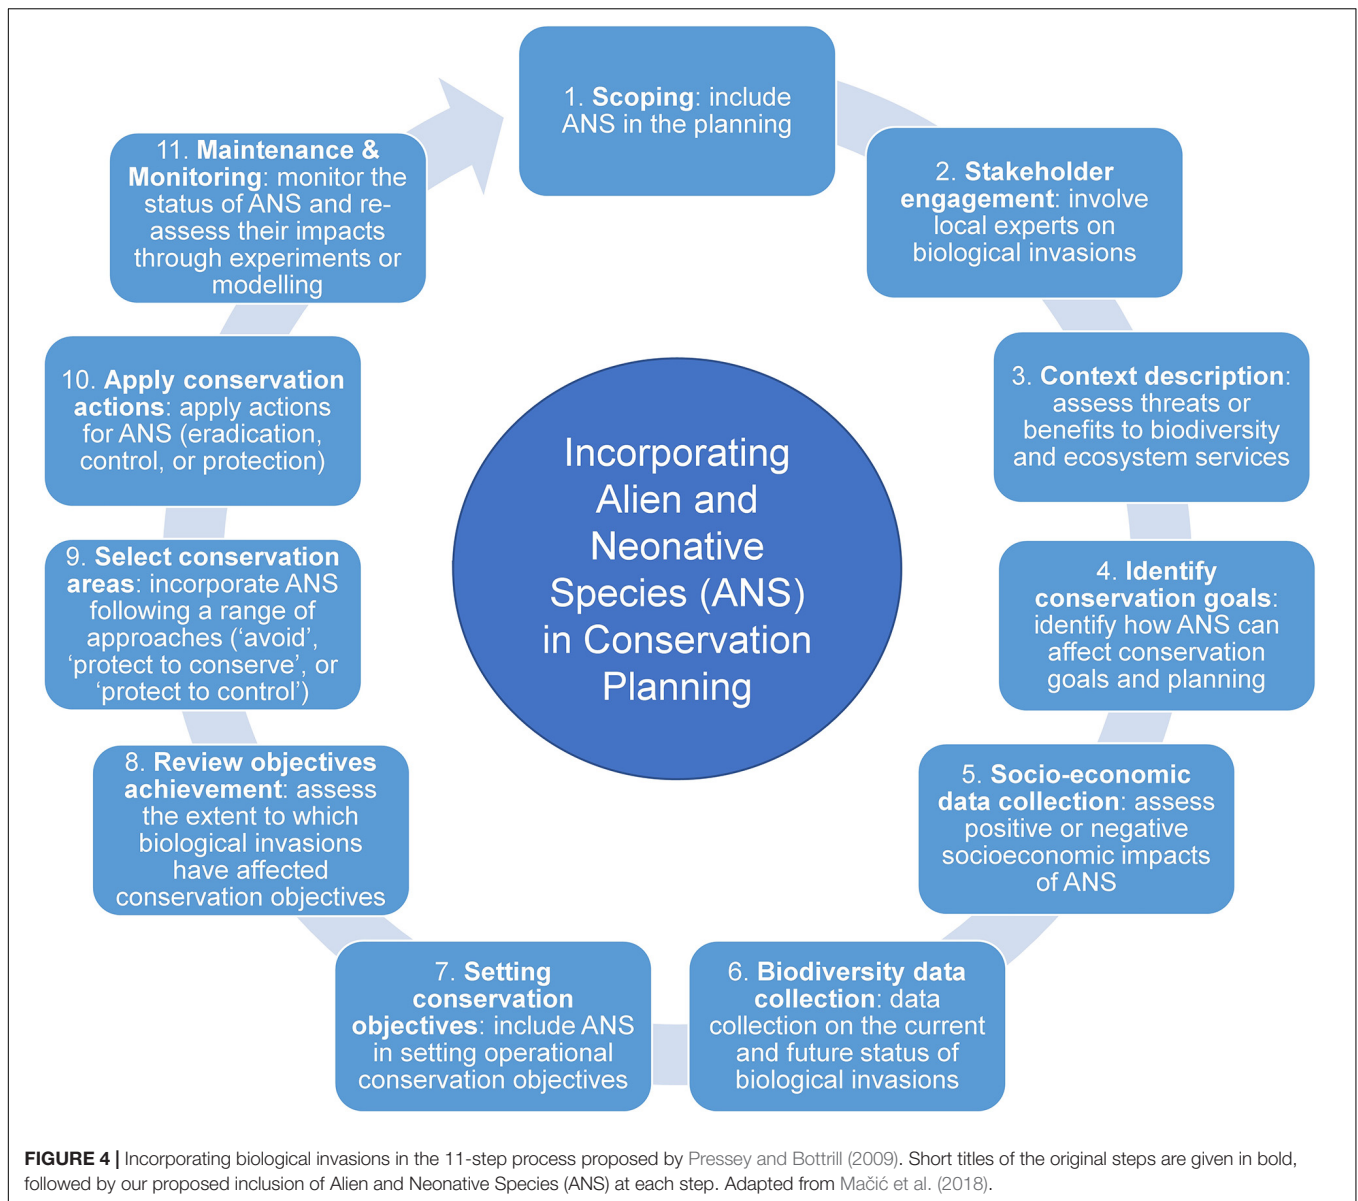 1. Scoping: include
ANS in the planning
2. Stakeholder
engagement: involve
local experts on
biological invasions
3. Context description:
assess threats or
benefits to biodiversity
and ecosystem services
4. Identify
conservation goals:
identify how ANS can
affect conservation
goals and planning
5. Socio-economic
data collection: assess
positive or negative
socioeconomic impacts
of ANS
6. Biodiversity data
collection: data
collection on the current
and future status of
biological invasions
7. Setting
conservation
objectives: include ANS
in setting operational
conservation objectives
8. Review objectives
achievement: assess
the extent to which
biological invasions
have affected
conservation objectives
9. Select conservation
areas: incorporate ANS
following a range of
approaches (‘avoid’,
‘protect to conserve’, or
‘protect to control’)
10. Apply conservation
actions: apply actions
for ANS (eradication,
control, or protection)
11. Maintenance &
Monitoring: monitor the
status of ANS and re-
assess their impacts
through experiments or
modelling
Incorporating
Alien and
Neonative
Species (ANS)
in Conservation
Planning
FIGURE 4 | Incorporating biological invasions in the 11-step process proposed by Pressey and Bottrill (2009). Short titles of the original steps are given in bold,
followed by our proposed inclusion of Alien and Neonative Species (ANS) at each step. Adapted from Mačić et al. (2018).